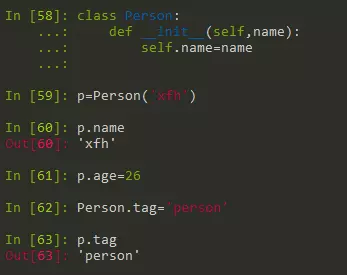 In [58]: class Person:
    ...:     def __init__(self,name):
    ...:         self.name=name
    ...:
In [59]: p=Person('xfh')
In [60]: p.name
Out[60]: 'xfh'
In [61]: p.age=26
In [62]: Person.tag='person'
In [63]: p.tag
Out[63]: 'person'